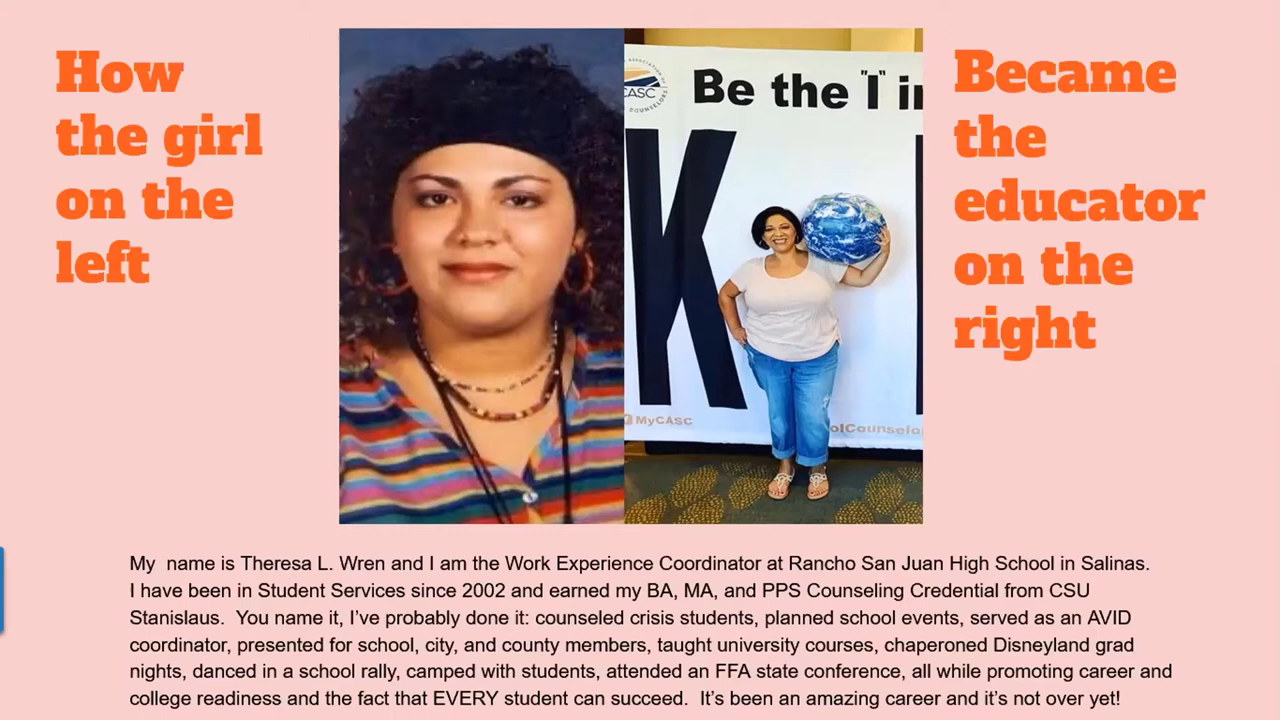 How
the girl
on the
left
CASC
COUNSELORS
Be the "I" in
K
MyCASC
olCounselo
Became
the
educator
on the
right
My  name is Theresa L. Wren and I am the Work Experience Coordinator at Rancho San Juan High School in Salinas.
I have been in Student Services since 2002 and earned my BA, MA, and PPS Counseling Credential from CSU
Stanislaus.  You name it, I've probably done it: counseled crisis students, planned school events, served as an AVID
coordinator, presented for school, city, and county members, taught university courses, chaperoned Disneyland grad
nights, danced in a school rally, camped with students, attended an FFA state conference, all while promoting career and
college readiness and the fact that EVERY student can succeed.  It's been an amazing career and it's not over yet!